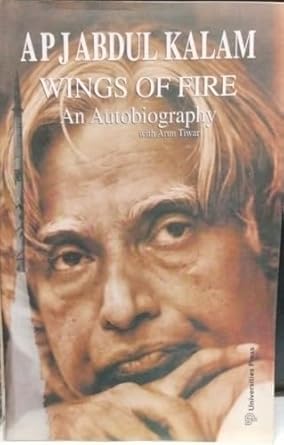 A P J ABDUL KALAM
WINGS OF FIRE
An Autobiography
with Arun Tiwari
Universities Press